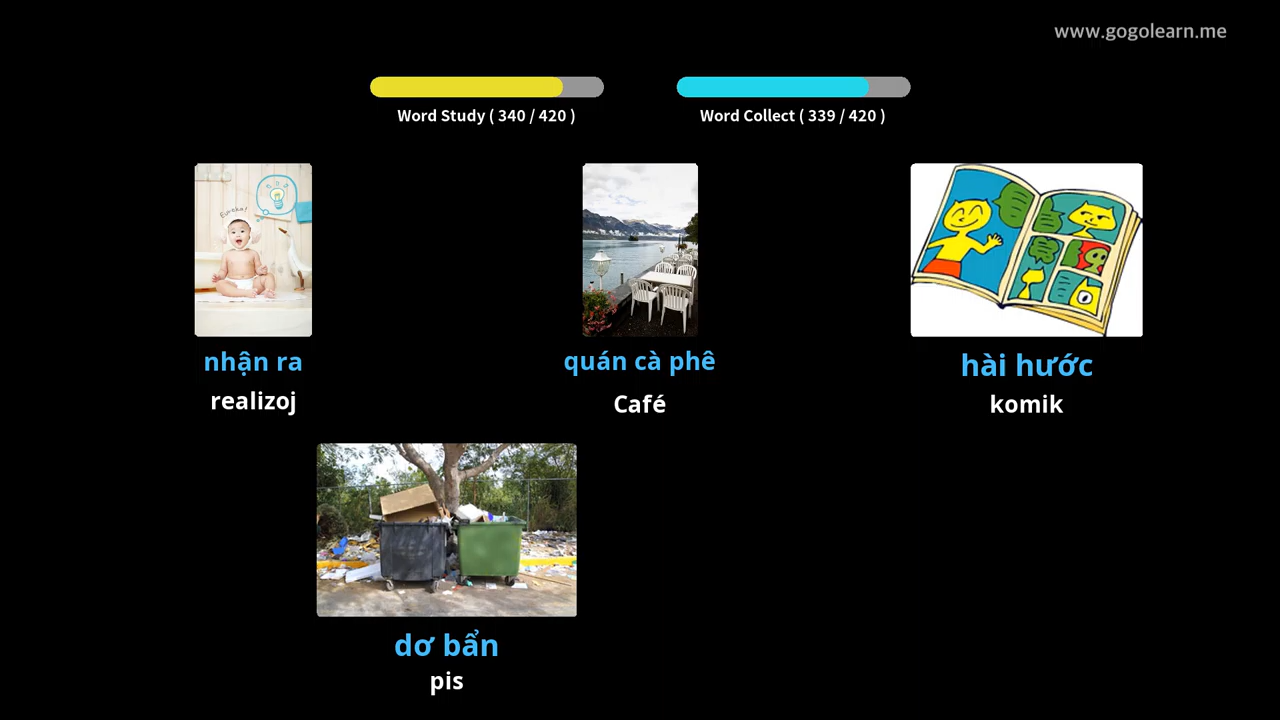 www.gogolearn.me
Word Study ( 340 / 420 )
Word Collect ( 339 / 420 )
Eureka!
nhận ra
quán cà phê
hài hước
realizoj
Café
komik
dơ bẩn
pis